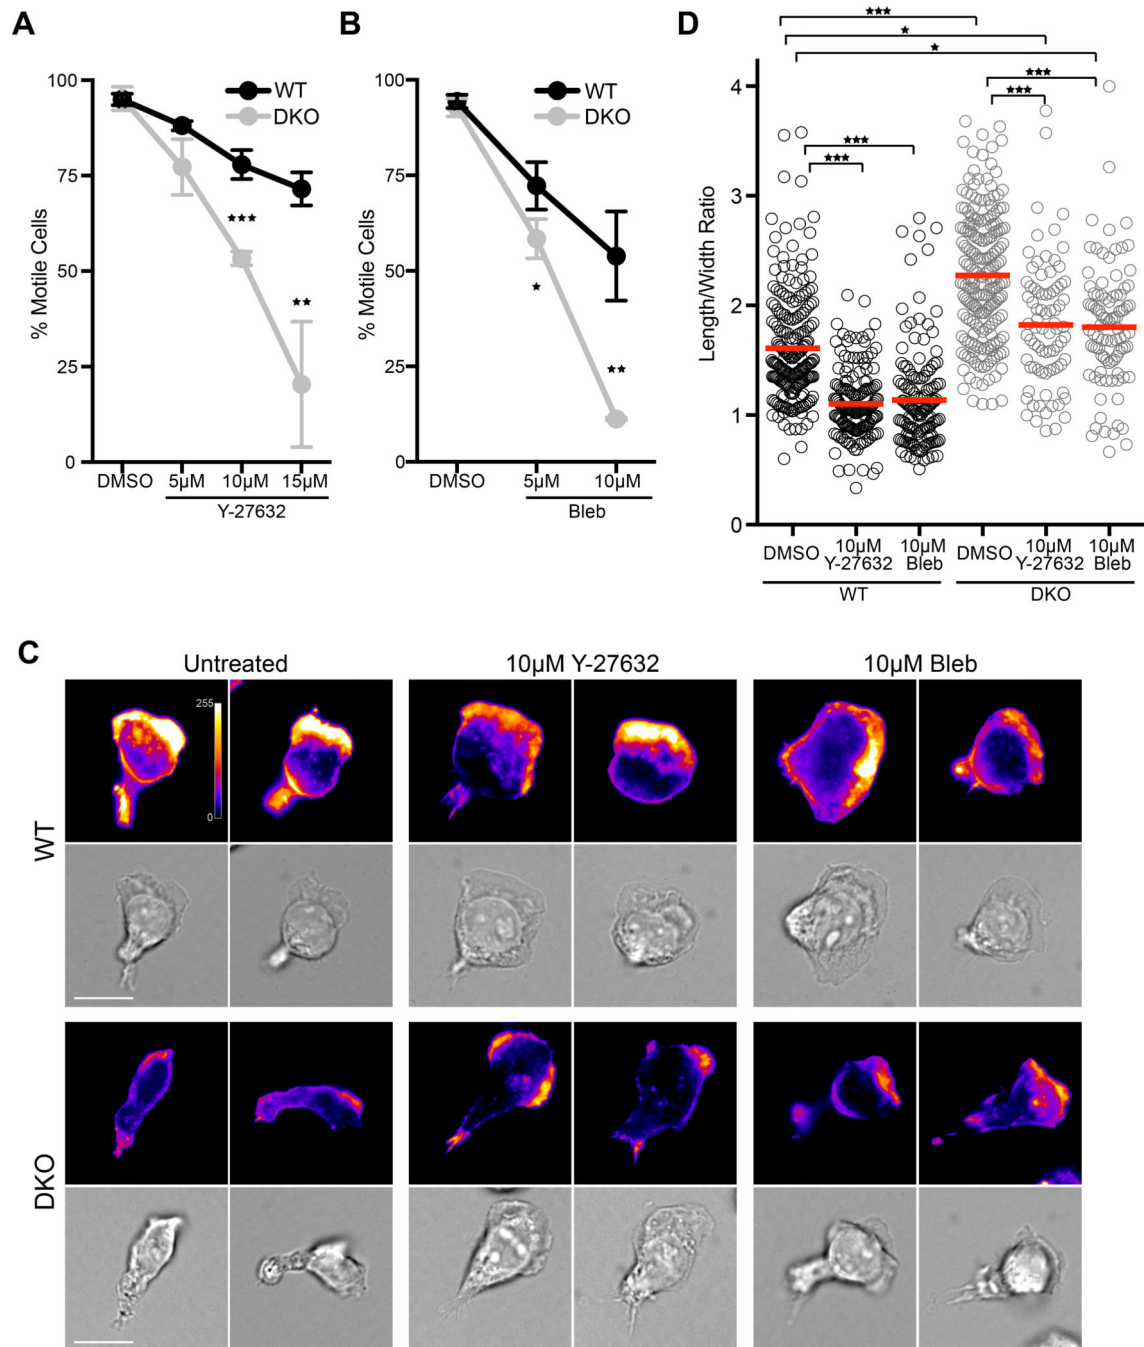 A
% Motile Cells
100
75
50
25
0
WT
DKO
★★★
★★
DMSO
5µM
10µM
15µM
Y-27632
B
% Motile Cells
100
75
50
25
0
WT
DKO
★
★★
DMSO
5µM
10µM
Bleb
D
★★★
★
★
★★★
★★★
★★★
★★★
Length/Width Ratio
4
3
2
1
0
DMSO
10µM
Y-27632
10µM
Bleb
DMSO
10µM
Y-27632
10µM
Bleb
WT
DKO
C
Untreated
10µM Y-27632
10µM Bleb
255
0
WT
DKO